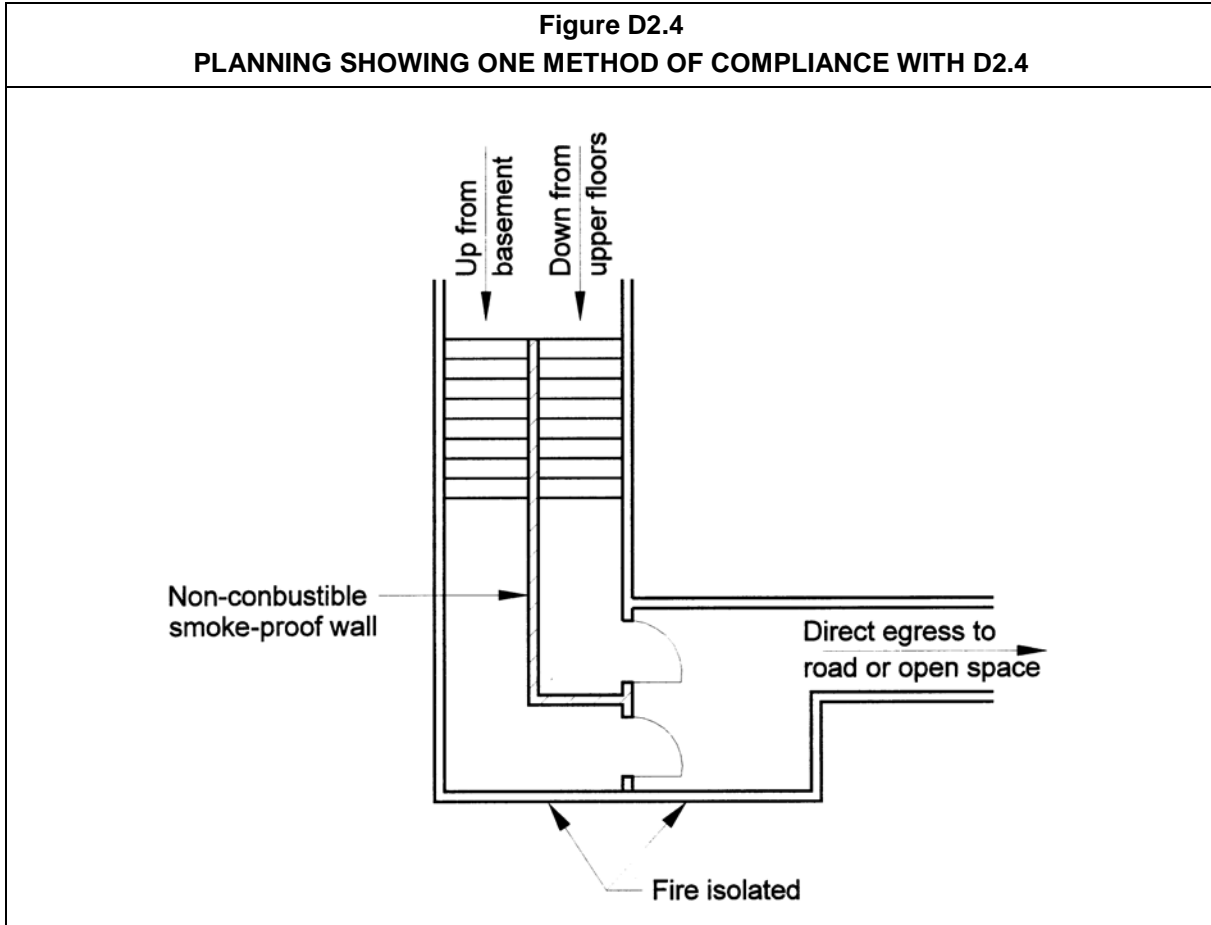 Figure D2.4
PLANNING SHOWING ONE METHOD OF COMPLIANCE WITH D2.4
Up from
basement
Down from
upper floors
Non-conbustible
smoke-proof wall
Direct egress to
road or open space
Fire isolated